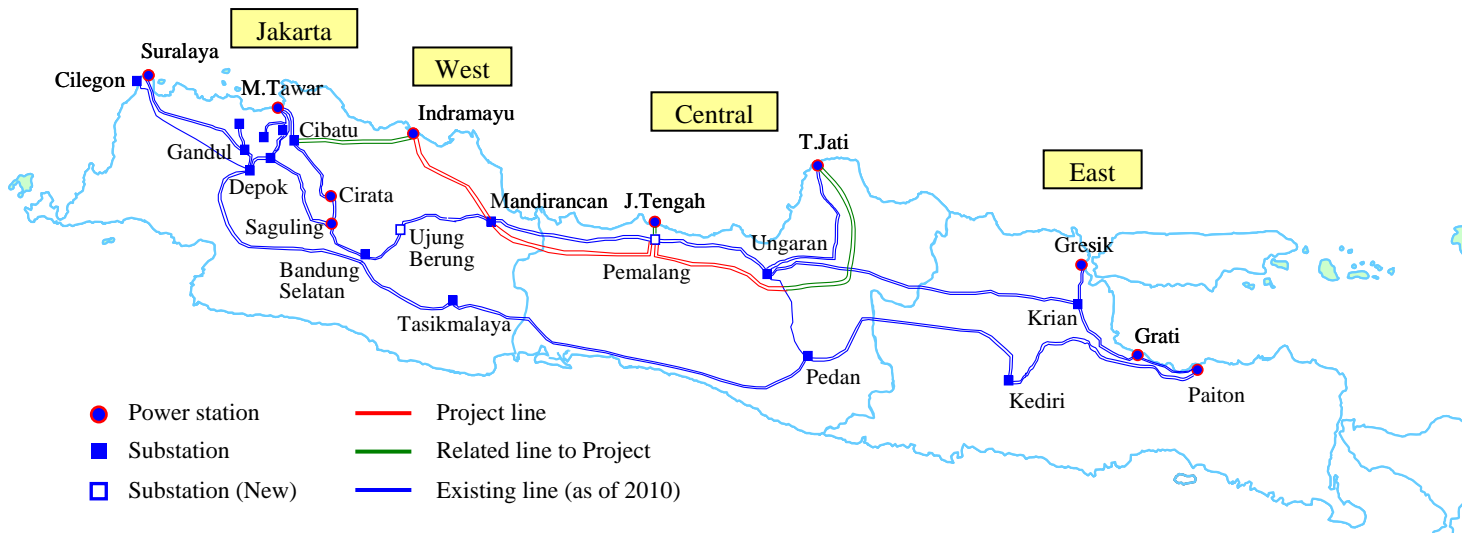 Jakarta
Suralaya
Cilegon
West
M.Tawar
Indramayu
Central
Cibatu
Gandul
T.Jati
East
Depok
Cirata
Mandirancan
J.Tengah
Saguling
Ujung
Berung
Ungaran
Gresik
Bandung
Selatan
Pemalang
Tasikmalaya
Krian
Grati
Pedan
Kediri
Paiton
Power station
Project line
Substation
Related line to Project
Substation (New)
Existing line (as of 2010)